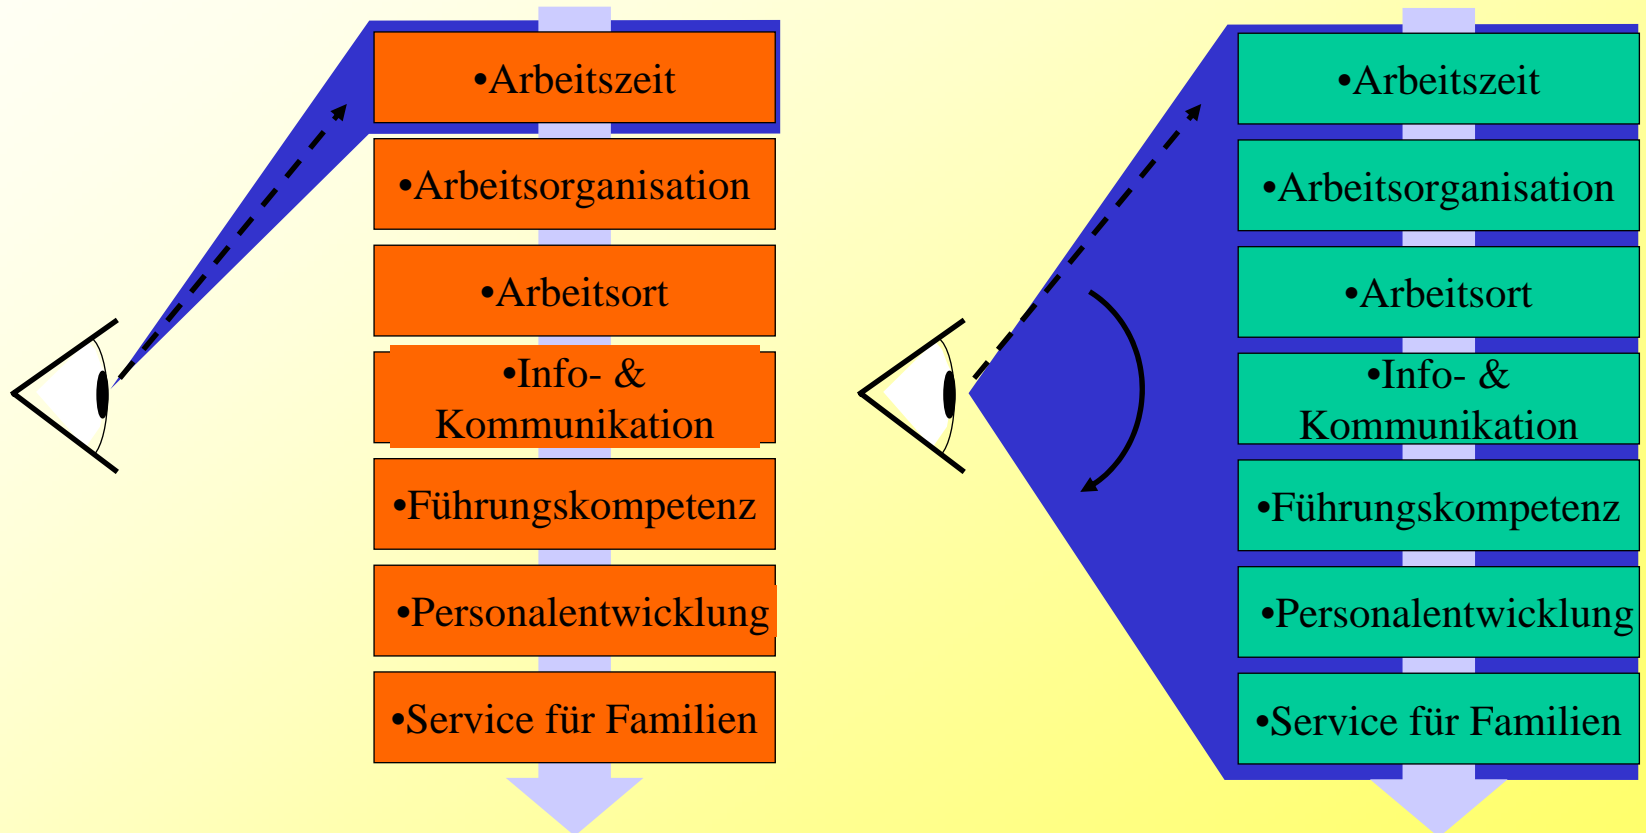 •Arbeitszeit
•Arbeitsorganisation
•Arbeitsort
•Info- &
Kommunikation
•Führungskompetenz
•Personalentwicklung
•Service für Familien
•Arbeitszeit
•Arbeitsorganisation
•Arbeitsort
•Info- &
Kommunikation
•Führungskompetenz
•Personalentwicklung
•Service für Familien